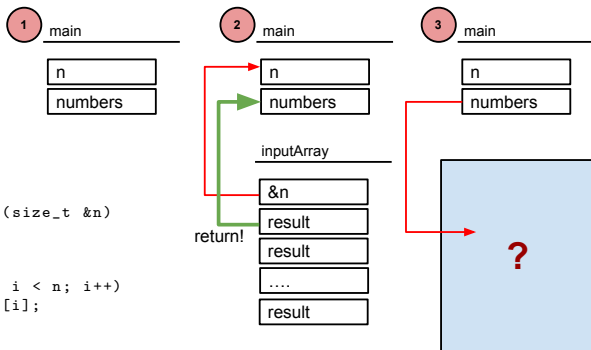 1 main
n
numbers
(size_t &n)
i < n; i++)
[i];
2 main
n
numbers
inputArray
&n
result
return!
result
....
result
3 main
n
numbers
?